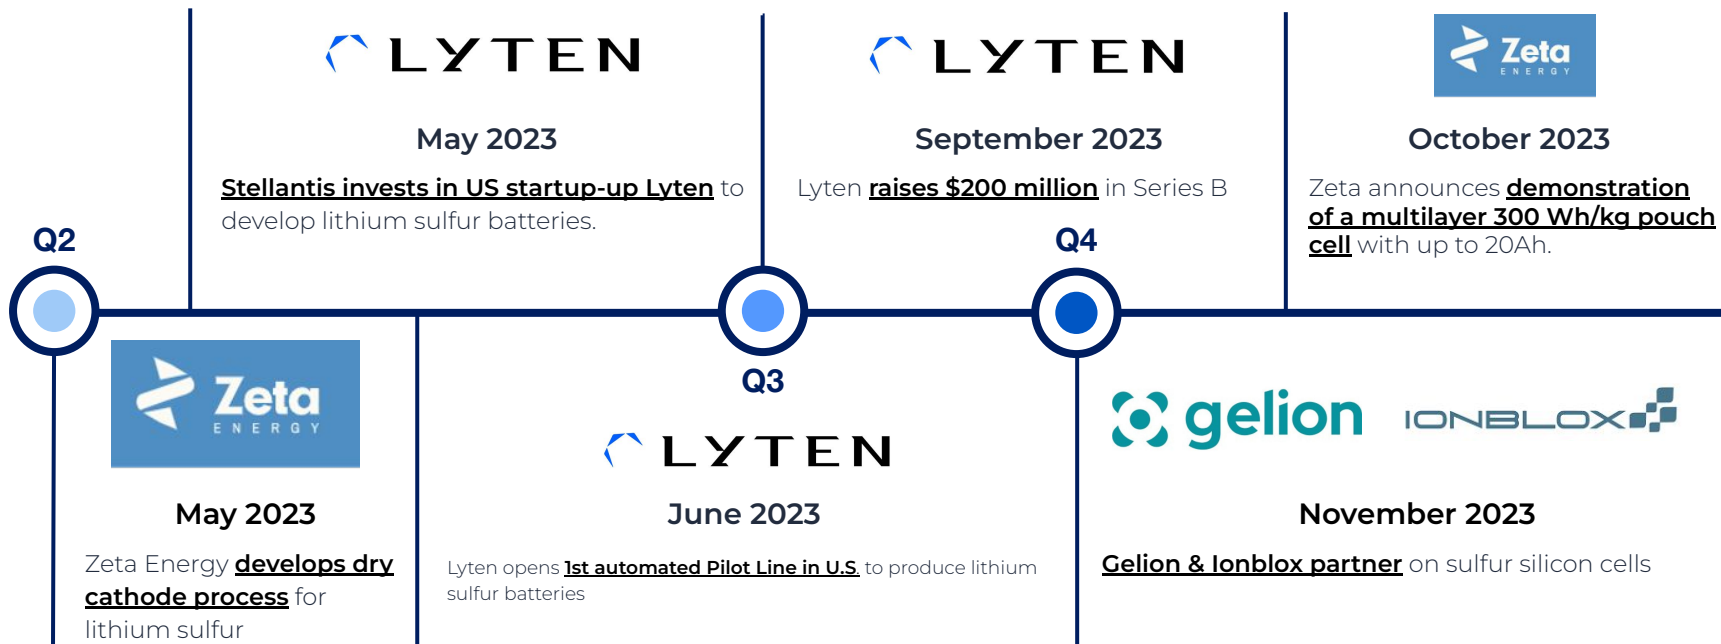 LYTEN
May 2023
Stellantis invests in US startup-up Lyten to
develop lithium sulfur batteries.
LYTEN
September 2023
Lyten raises $200 million in Series B
Zeta
ENERGY
October 2023
Zeta announces demonstration
of a multilayer 300 Wh/kg pouch
cell with up to 20Ah.
Q2
Q4
Q3
Zeta
ENERGY
May 2023
Zeta Energy develops dry
cathode process for
lithium sulfur
LYTEN
June 2023
Lyten opens 1st automated Pilot Line in U.S. to produce lithium
sulfur batteries
gelion
IONBLOX
November 2023
Gelion & Ionblox partner on sulfur silicon cells